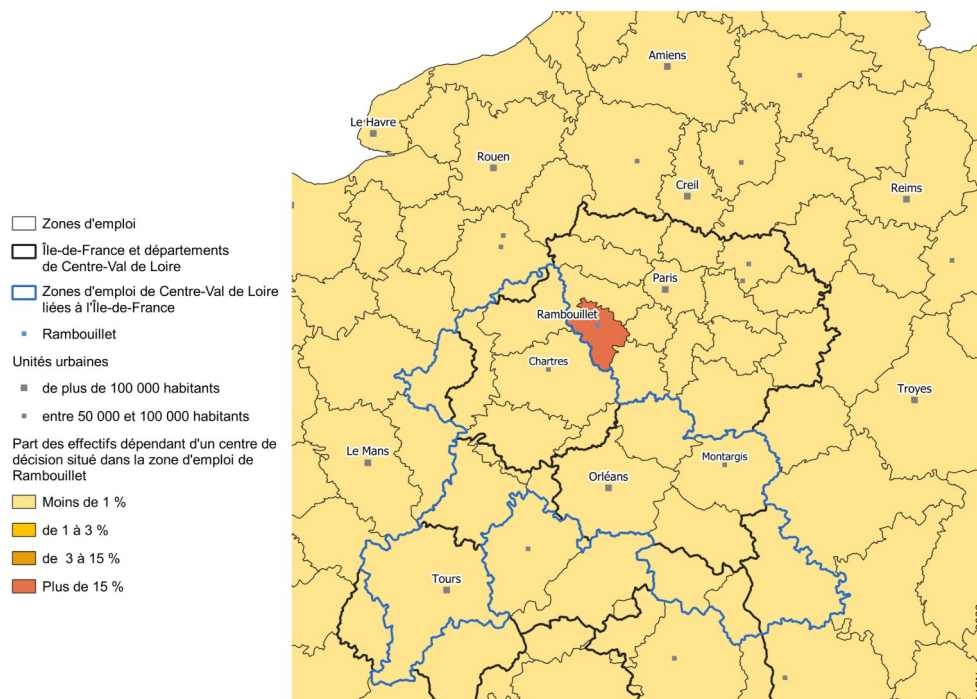 Amiens
Le Havre
Rouen
Creil
Reims
Paris
Rambouillet
Chartres
Troyes
Le Mans
Montargis
Orléans
Tours
Zones d'emploi
Île-de-France et départements
de Centre-Val de Loire
Zones d'emploi de Centre-Val de Loire
liées à l'Île-de-France
Rambouillet
Unités urbaines
de plus de 100 000 habitants
entre 50 000 et 100 000 habitants
Part des effectifs dépendant d'un centre de
décision situé dans la zone d'emploi de
Rambouillet
Moins de 1 %
de 1 à 3 %
de 3 à 15 %
Plus de 15 %